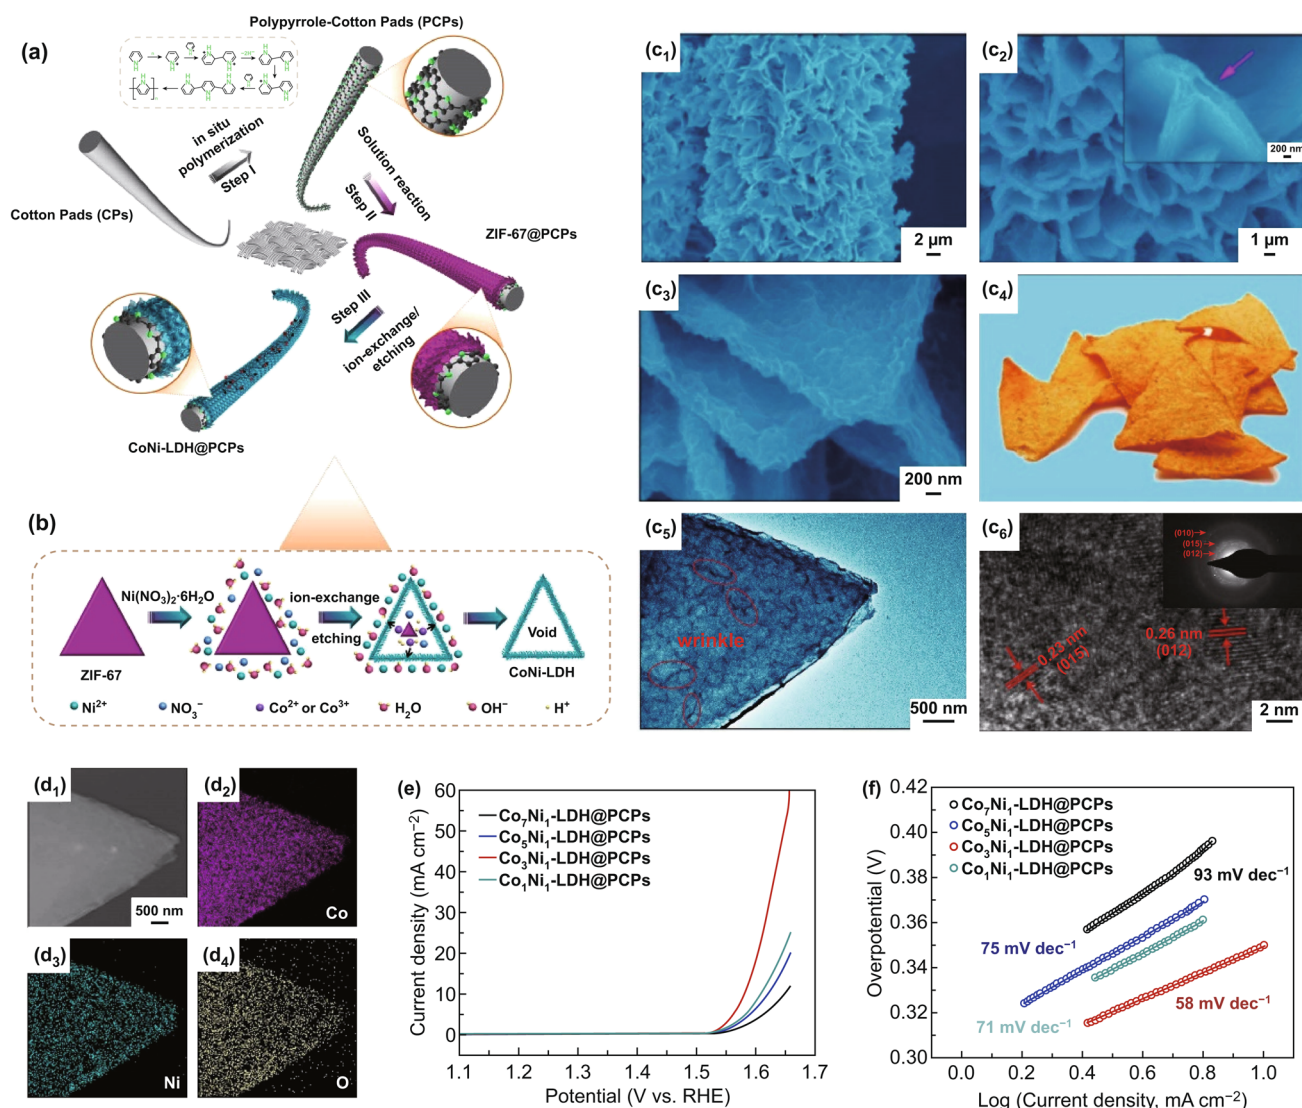 (a)
Polypyrrole-Cotton Pads (PCPs)
in situ
polymerization
Step I
Solution reaction
Step II
Cotton Pads (CPs)
ZIF-67@PCPs
Step III
ion-exchange/
etching
CoNi-LDH@PCPs
(b)
Ni(NO₃)₂·6H₂O
ion-exchange
etching
Void
ZIF-67
CoNi-LDH
Ni²⁺
NO₃⁻
Co²⁺ or Co³⁺
H₂O
OH⁻
H⁺
(c₁)
2 µm
(c₂)
200 nm
1 µm
(c₃)
200 nm
(c₄)
(c₅)
wrinkle
500 nm
(c₆)
(010)
(015)
(012)
0.23 nm
(015)
0.26 nm
(012)
2 nm
(d₁)
500 nm
(d₂)
Co
(d₃)
Ni
(d₄)
O
(e)
60
50
40
30
20
10
0
Current density (mA cm⁻²)
Co₇Ni₁-LDH@PCPs
Co₅Ni₁-LDH@PCPs
Co₃Ni₁-LDH@PCPs
Co₁Ni₁-LDH@PCPs
1.1 1.2 1.3 1.4 1.5 1.6 1.7
Potential (V vs. RHE)
(f)
0.42
0.40
0.38
0.36
0.34
0.32
0.30
Overpotential (V)
Co₇Ni₁-LDH@PCPs
Co₅Ni₁-LDH@PCPs
Co₃Ni₁-LDH@PCPs
Co₁Ni₁-LDH@PCPs
93 mV dec⁻¹
75 mV dec⁻¹
58 mV dec⁻¹
71 mV dec⁻¹
0.0 0.2 0.4 0.6 0.8 1.0
Log (Current density, mA cm⁻²)